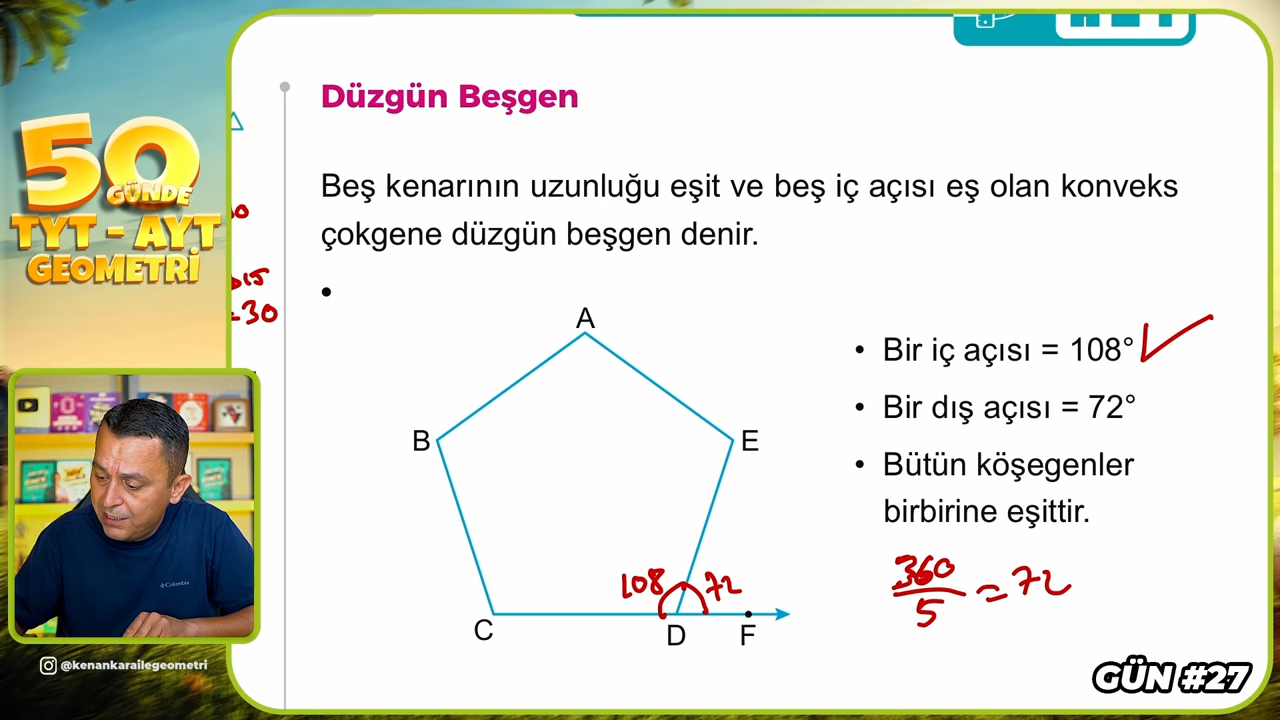 50
GÜNDE
TYT - AYT
GEOMETRİ
Düzgün Beşgen
Beş kenarının uzunluğu eşit ve beş iç açısı eş olan konveks
çokgene düzgün beşgen denir.
•
A
B
E
C
D
F
108
72
• Bir iç açısı = 108°
• Bir dış açısı = 72°
• Bütün köşegenler
birbirine eşittir.
360
5
= 72
30
Columbia
@kenankarailegeometri
GÜN #27